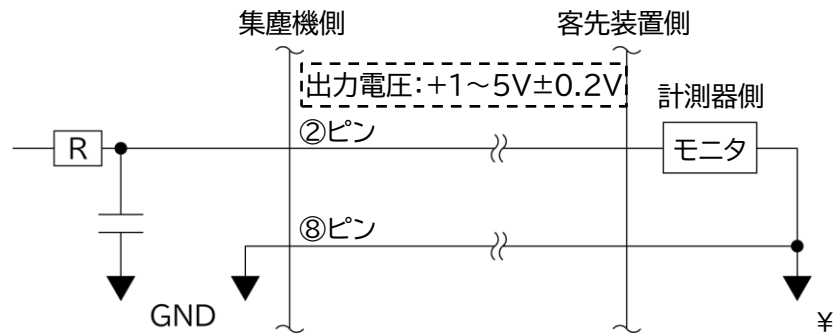 集塵機側
客先装置側
出力電圧:+1～5V±0.2V
計測器側
②ピン
R
モニタ
⑧ピン
GND
¥